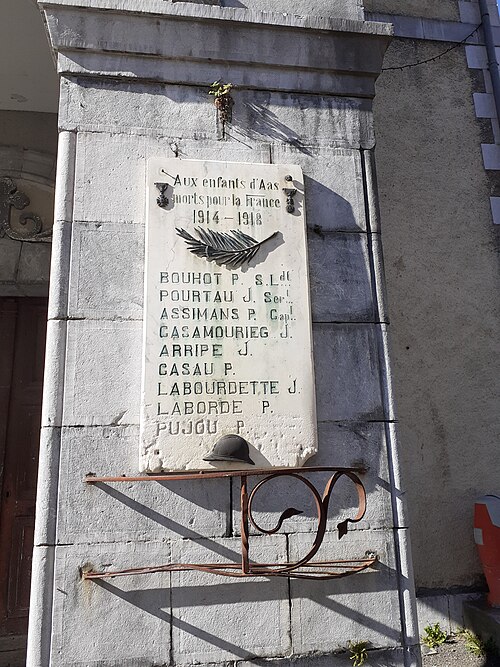 Aux enfants d'Aas
morts pour la France
1914 - 1918
BOUHOT P. S.Ldt
POURTAU J. Sert.
ASSIMANS P. Capl.
CASAMOURIEG J.
ARRIPE J.
CASAU P.
LABOURDETTE J.
LABORDE P.
PUJOU P.